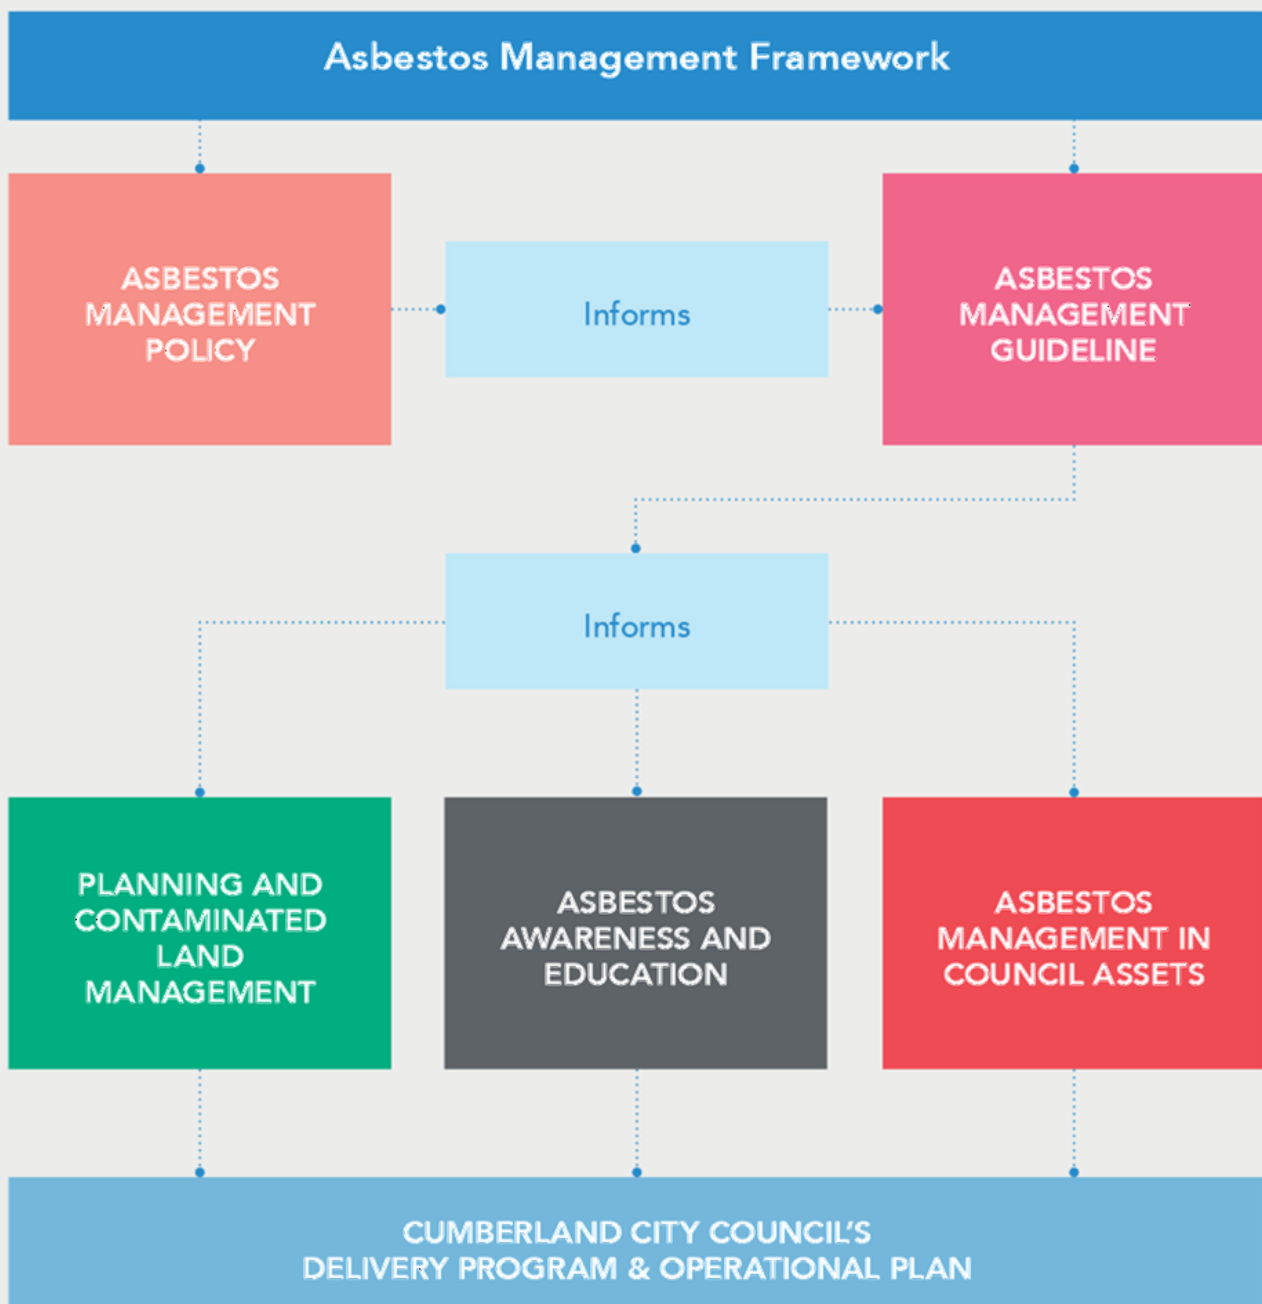 Asbestos Management Framework
ASBESTOS
MANAGEMENT
POLICY
Informs
ASBESTOS
MANAGEMENT
GUIDELINE
Informs
PLANNING AND
CONTAMINATED
LAND
MANAGEMENT
ASBESTOS
AWARENESS AND
EDUCATION
ASBESTOS
MANAGEMENT IN
COUNCIL ASSETS
CUMBERLAND CITY COUNCIL'S
DELIVERY PROGRAM & OPERATIONAL PLAN